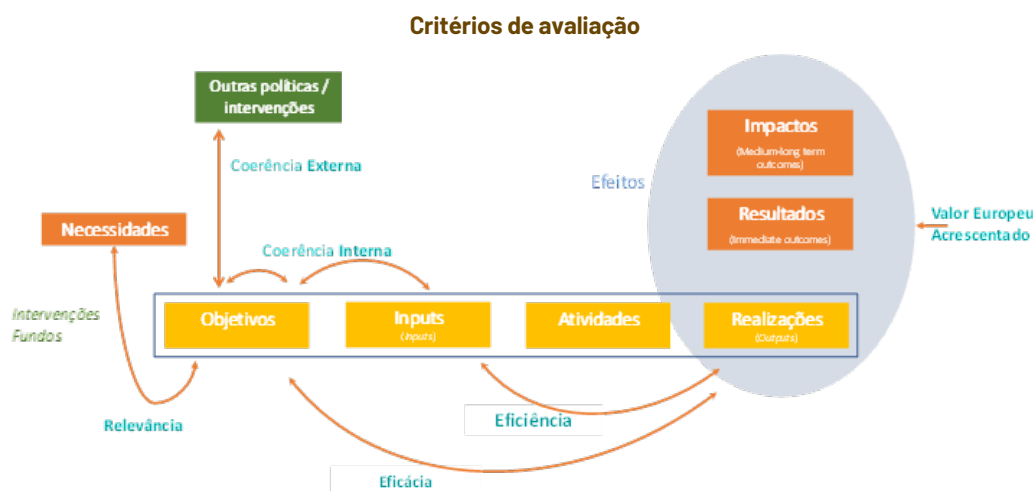 Critérios de avaliação
Outras políticas /
intervenções
Impactos
(Medium-long term
outcomes)
Coerência Externa
Efeitos
Resultados
(Immediate outcomes)
Valor Europeu
Acrescentado
Necessidades
Coerência Interna
Intervenções
Fundos
Objetivos
Inputs
(Inputs)
Atividades
Realizações
(Outputs)
Relevância
Eficiência
Eficácia